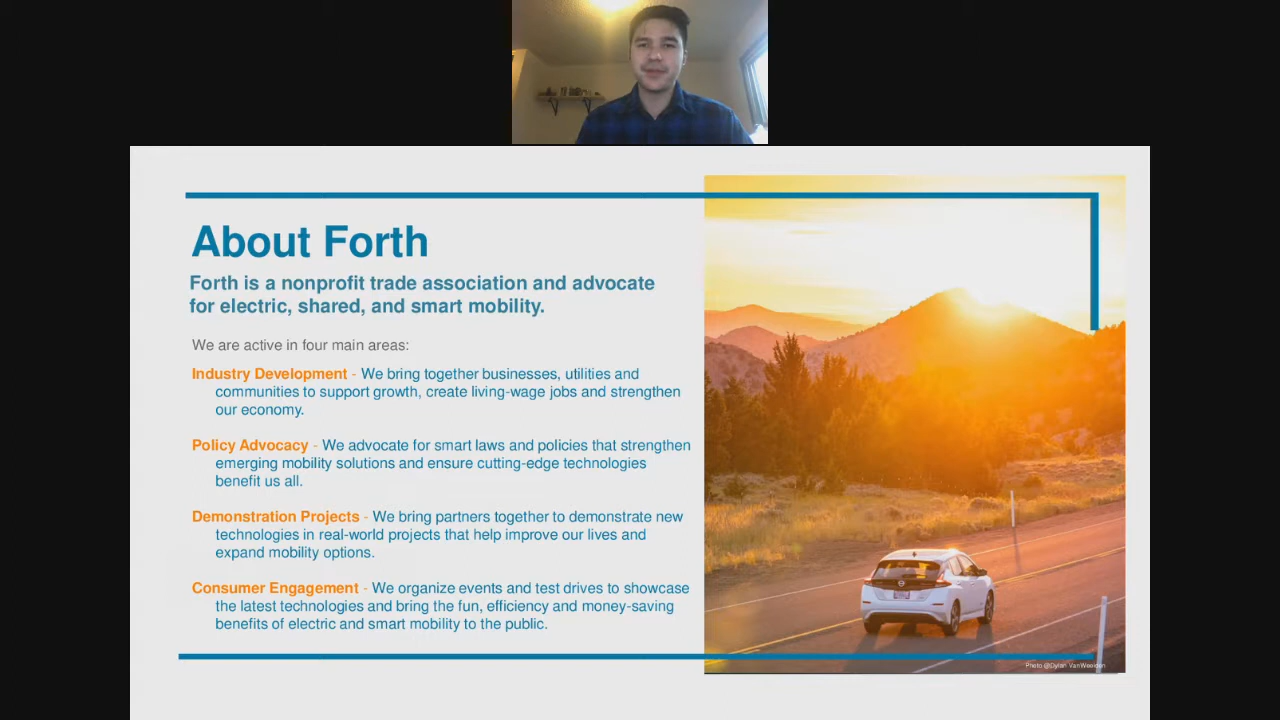 About Forth
Forth is a nonprofit trade association and advocate
for electric, shared, and smart mobility.
We are active in four main areas:
Industry Development - We bring together businesses, utilities and
communities to support growth, create living-wage jobs and strengthen
our economy.
Policy Advocacy - We advocate for smart laws and policies that strengthen
emerging mobility solutions and ensure cutting-edge technologies
benefit us all.
Demonstration Projects - We bring partners together to demonstrate new
technologies in real-world projects that help improve our lives and
expand mobility options.
Consumer Engagement - We organize events and test drives to showcase
the latest technologies and bring the fun, efficiency and money-saving
benefits of electric and smart mobility to the public.
Photo @Dylan VanWeelden